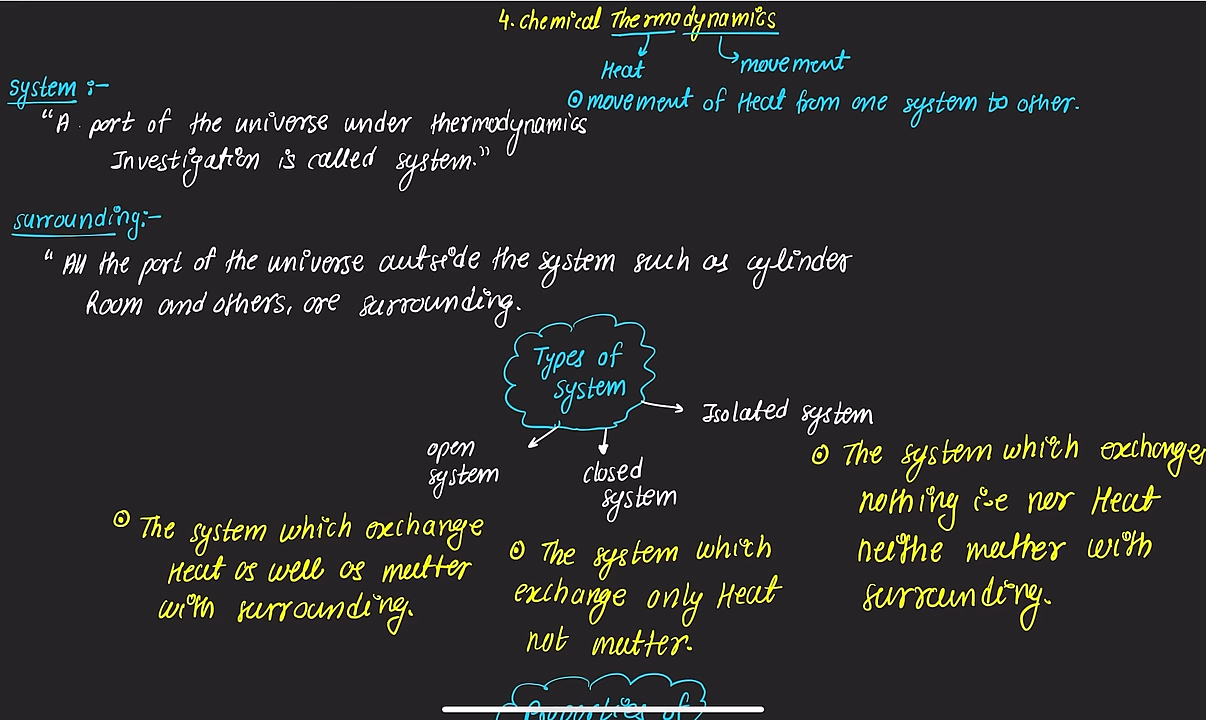 4. chemical Thermodynamics
Heat
movement
movement of Heat from one system to other.
system :-
"A part of the universe under thermodynamics
Investigation is called system."
surrounding:-
"All the part of the universe outside the system such as cylinder
Room and others, are surrounding.
Types of
system
Isolated system
open
system
closed
system
The system which exchange
Heat as well as matter
with surrounding.
The system which
exchange only Heat
not matter.
The system which exchanges
nothing i.e nor Heat
neithe matter with
surrounding.
Properties of